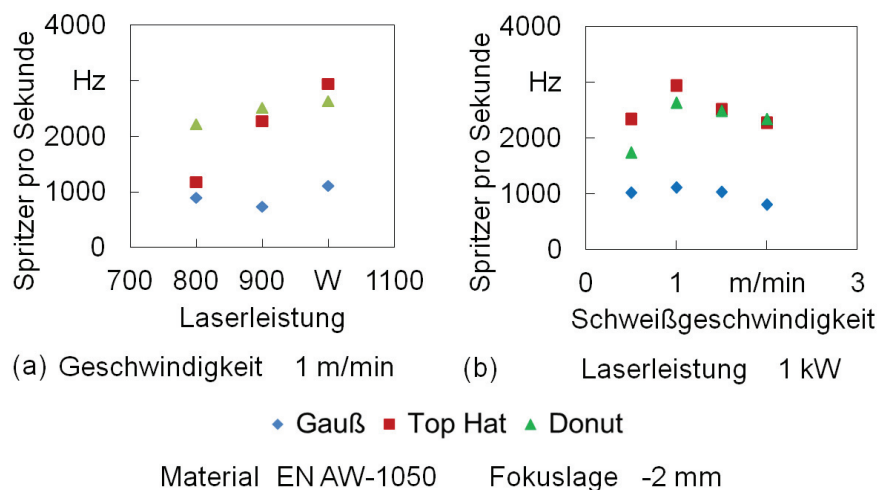 Spritzer pro Sekunde
4000
Hz
2000
1000
0
700 800 900 W 1100
Laserleistung
(a) Geschwindigkeit 1 m/min
Spritzer pro Sekunde
4000
Hz
2000
1000
0
0 1 m/min 3
Schweißgeschwindigkeit
(b) Laserleistung 1 kW
Gauß Top Hat Donut
Material EN AW-1050 Fokuslage -2 mm